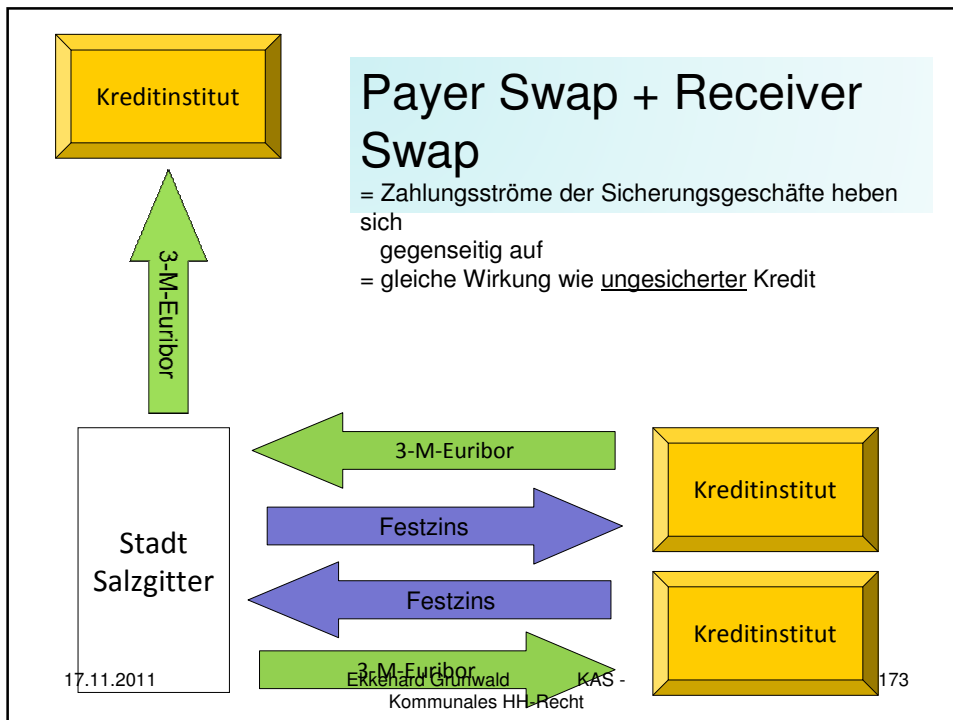 Kreditinstitut
Payer Swap + Receiver
Swap
= Zahlungsströme der Sicherungsgeschäfte heben
sich
gegenseitig auf
= gleiche Wirkung wie ungesicherter Kredit
3-M-Euribor
3-M-Euribor
Kreditinstitut
Festzins
Stadt
Salzgitter
Festzins
Kreditinstitut
3-M-Euribor
17.11.2011
Ekkehard Grunwald KAS -
Kommunales HH-Recht
173